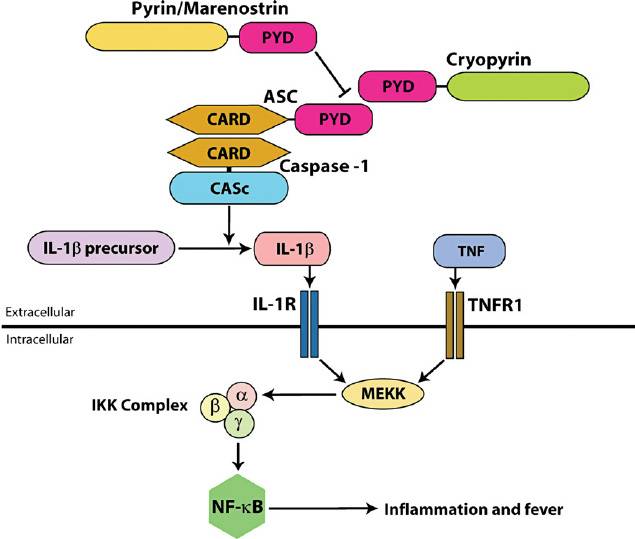 Pyrin/Marenostrin
PYD
Cryopyrin
PYD
ASC
CARD
PYD
CARD
Caspase -1
CASc
IL-1β precursor
IL-1β
TNF
IL-1R
TNFR1
Extracellular
Intracellular
MEKK
IKK Complex
α
β
γ
NF-κB
Inflammation and fever